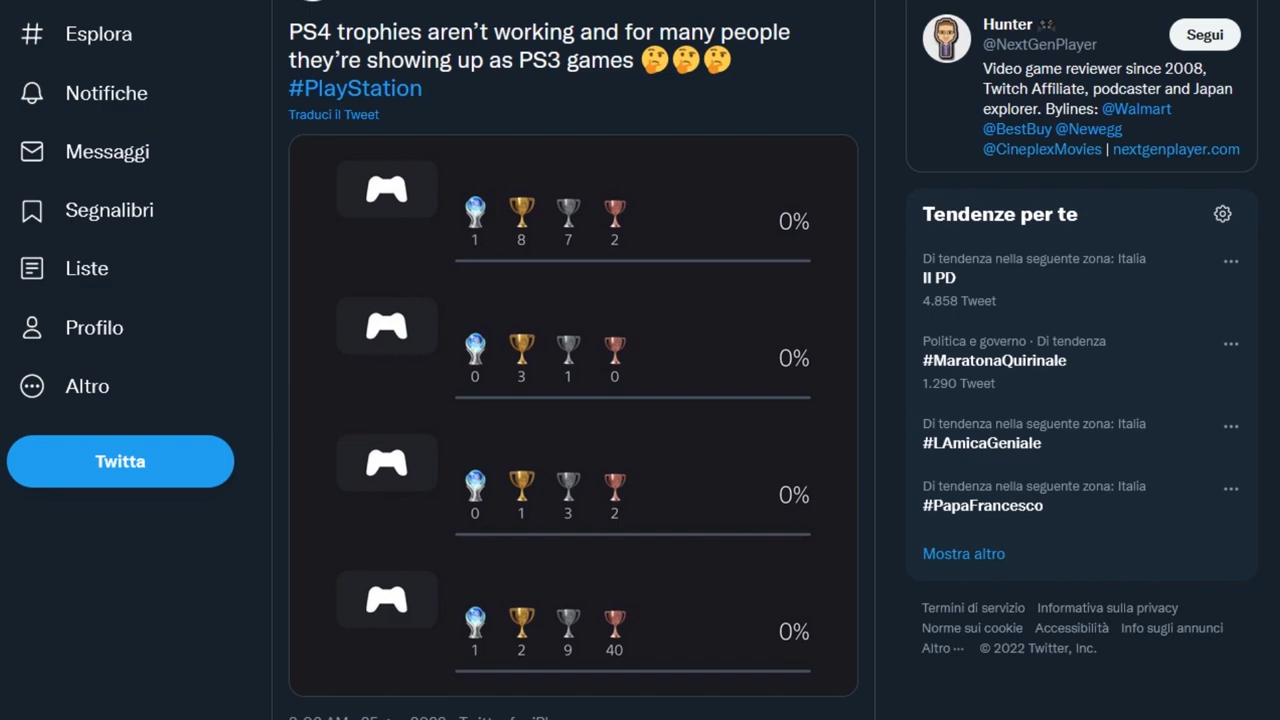 Esplora
Notifiche
Messaggi
Segnalibri
Liste
Profilo
Altro
Twitta
PS4 trophies aren’t working and for many people
they’re showing up as PS3 games 🤔🤔🤔
#PlayStation
Traduci il Tweet
1 8 7 2
0%
0 3 1 0
0%
0 1 3 2
0%
1 2 9 40
0%
Hunter 🎮
@NextGenPlayer
Segui
Video game reviewer since 2008,
Twitch Affiliate, podcaster and Japan
explorer. Bylines: @Walmart
@BestBuy @Newegg
@CineplexMovies | nextgenplayer.com
Tendenze per te
Di tendenza nella seguente zona: Italia
Il PD
4.858 Tweet
Politica e governo · Di tendenza
#MaratonaQuirinale
1.290 Tweet
Di tendenza nella seguente zona: Italia
#LAmicaGeniale
Di tendenza nella seguente zona: Italia
#PapaFrancesco
Mostra altro
Termini di servizio Informativa sulla privacy
Norme sui cookie Accessibilità Info sugli annunci
Altro ··· © 2022 Twitter, Inc.